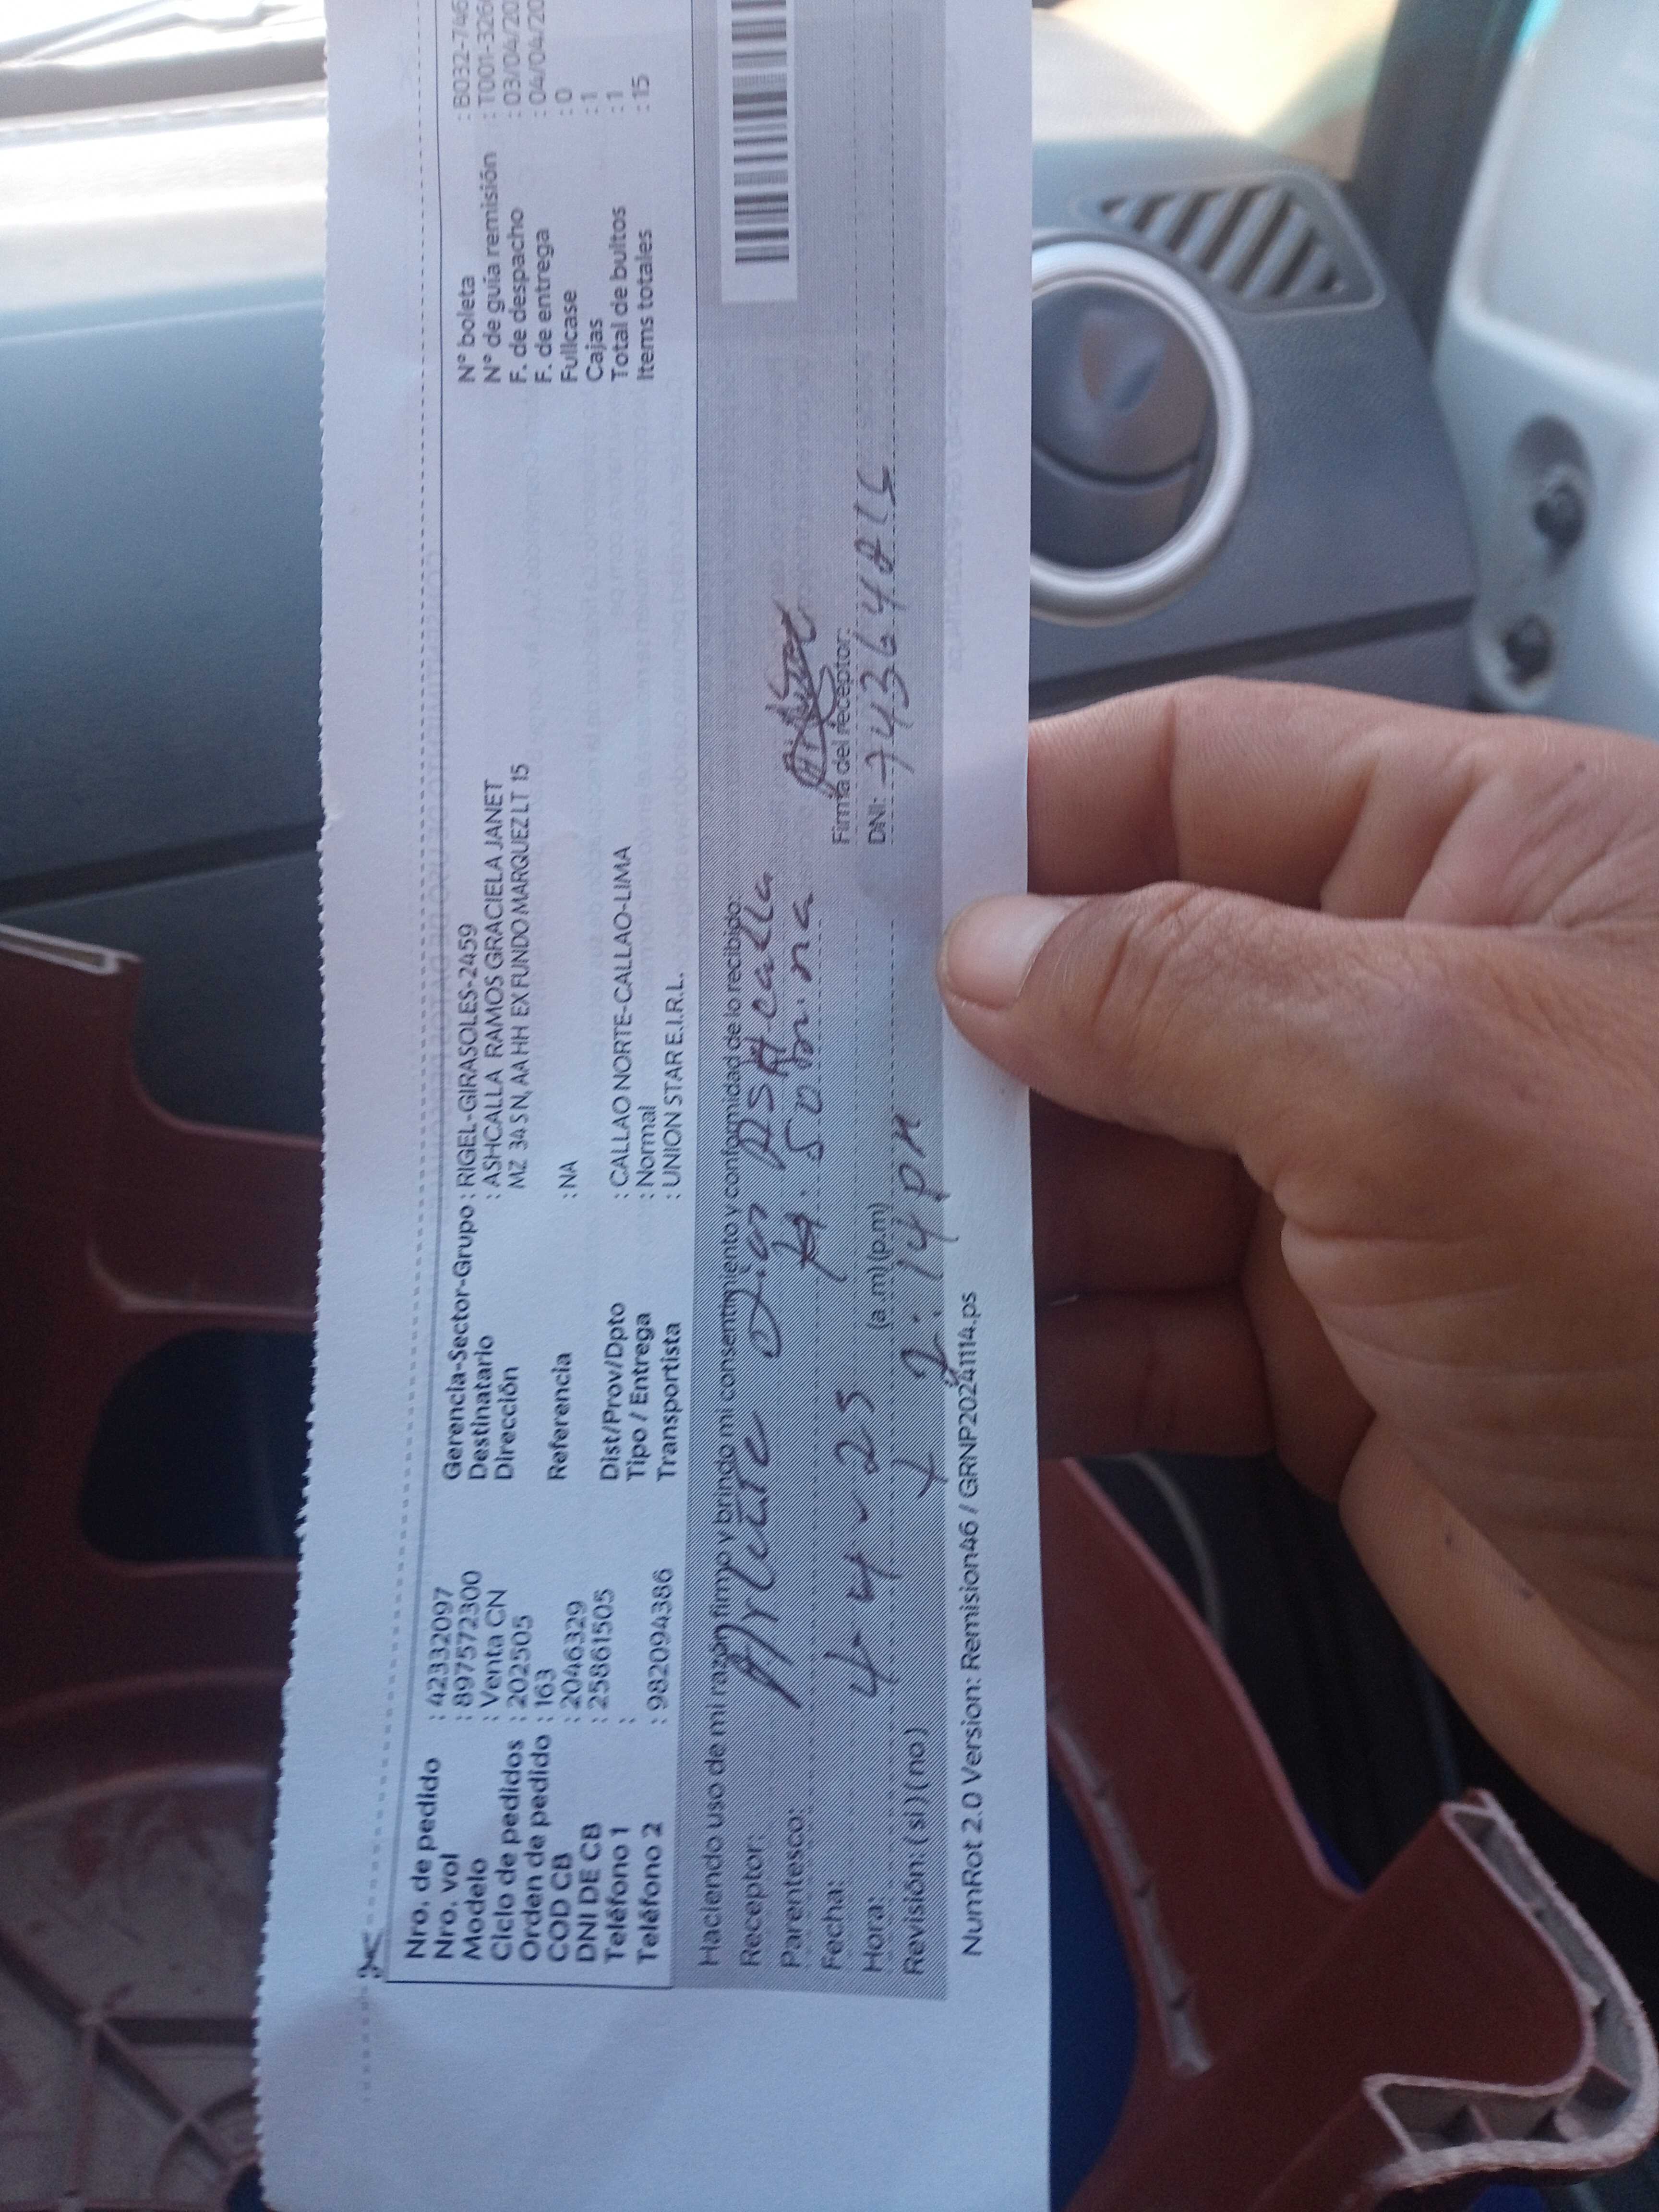 Nro. de pedido : 42332097
Nro. vol : 897572300
Modelo : Venta CN
Ciclo de pedidos : 202505
Orden de pedido : 163
COD CB : 2046329
DNI DE CB : 25861505
Teléfono 1 :
Teléfono 2 : 982094386
Gerencia-Sector-Grupo : RIGEL-GIRASOLES-2459
Destinatario : ASHCALLA RAMOS GRACIELA JANET
Dirección MZ 34 SN, AA HH EX FUNDO MARQUEZ LT 15
Referencia : NA
Dist/Prov/Dpto : CALLAO NORTE-CALLAO-LIMA
Tipo / Entrega : Normal
Transportista : UNION STAR E.I.R.L.
N° boleta : B032-746
N° de guía remisión : T001-326
F. de despacho : 03/04/20
F. de entrega : 04/04/20
Fullcase : 0
Cajas : 1
Total de bultos : 1
Items totales : 15
Haciendo uso de mi razón firmo y brindo mi consentimiento y conformidad de lo recibido:
Receptor: Arlette
Parentesco: Sobrina
Fecha: 4-4-25
Hora: (a.m)(p.m)
Revisión: (si)(no) 2:14 pm
Firma del receptor:
DNI: 74364815
NumRot 2.0 Version: Remision46 / GRNP20241114.ps